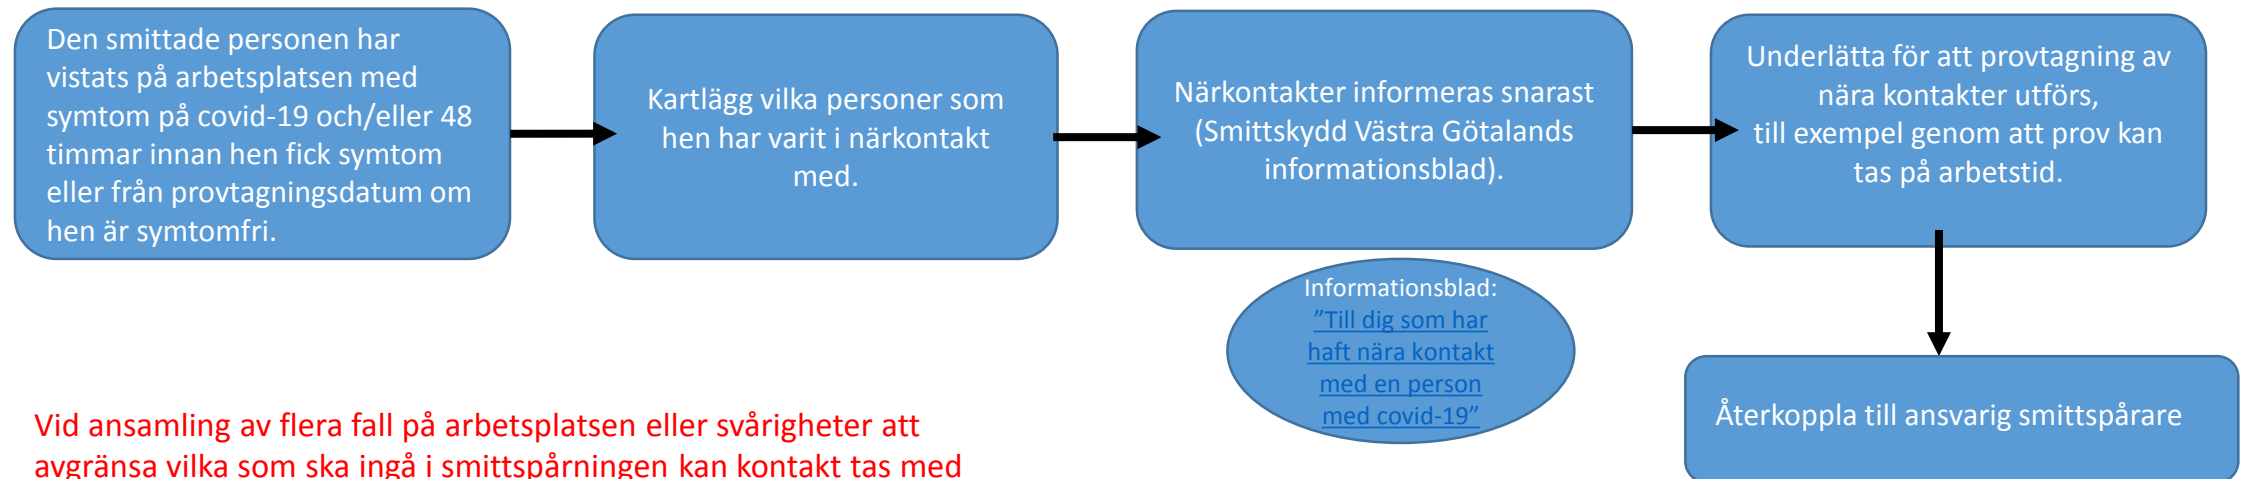 Den smittade personen har
vistats på arbetsplatsen med
symtom på covid-19 och/eller 48
timmar innan hen fick symtom
eller från provtagningsdatum om
hen är symtomfri.
Kartlägg vilka personer som
hen har varit i närkontakt
med.
Närkontakter informeras snarast
(Smittskydd Västra Götalands
informationsblad).
Underlätta för att provtagning av
nära kontakter utförs,
till exempel genom att prov kan
tas på arbetstid.
Informationsblad:
”Till dig som har
haft nära kontakt
med en person
med covid-19”
Återkoppla till ansvarig smittspårare
Vid ansamling av flera fall på arbetsplatsen eller svårigheter att
avgränsa vilka som ska ingå i smittspårningen kan kontakt tas med